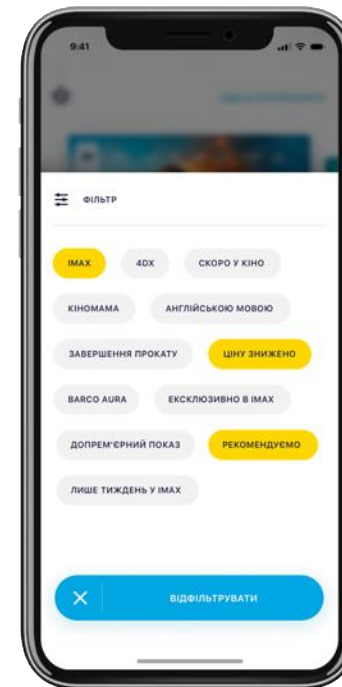 9:41
ФІЛЬТР
IMAX 4DX СКОРО У КІНО
КІНОМАМА АНГЛІЙСЬКОЮ МОВОЮ
ЗАВЕРШЕННЯ ПРОКАТУ ЦІНУ ЗНИЖЕНО
BARCO AURA ЕКСКЛЮЗИВНО В IMAX
ДОПРЕМ'ЄРНИЙ ПОКАЗ РЕКОМЕНДУЄМО
ЛИШЕ ТИЖДЕНЬ У IMAX
ВІДФІЛЬТРУВАТИ